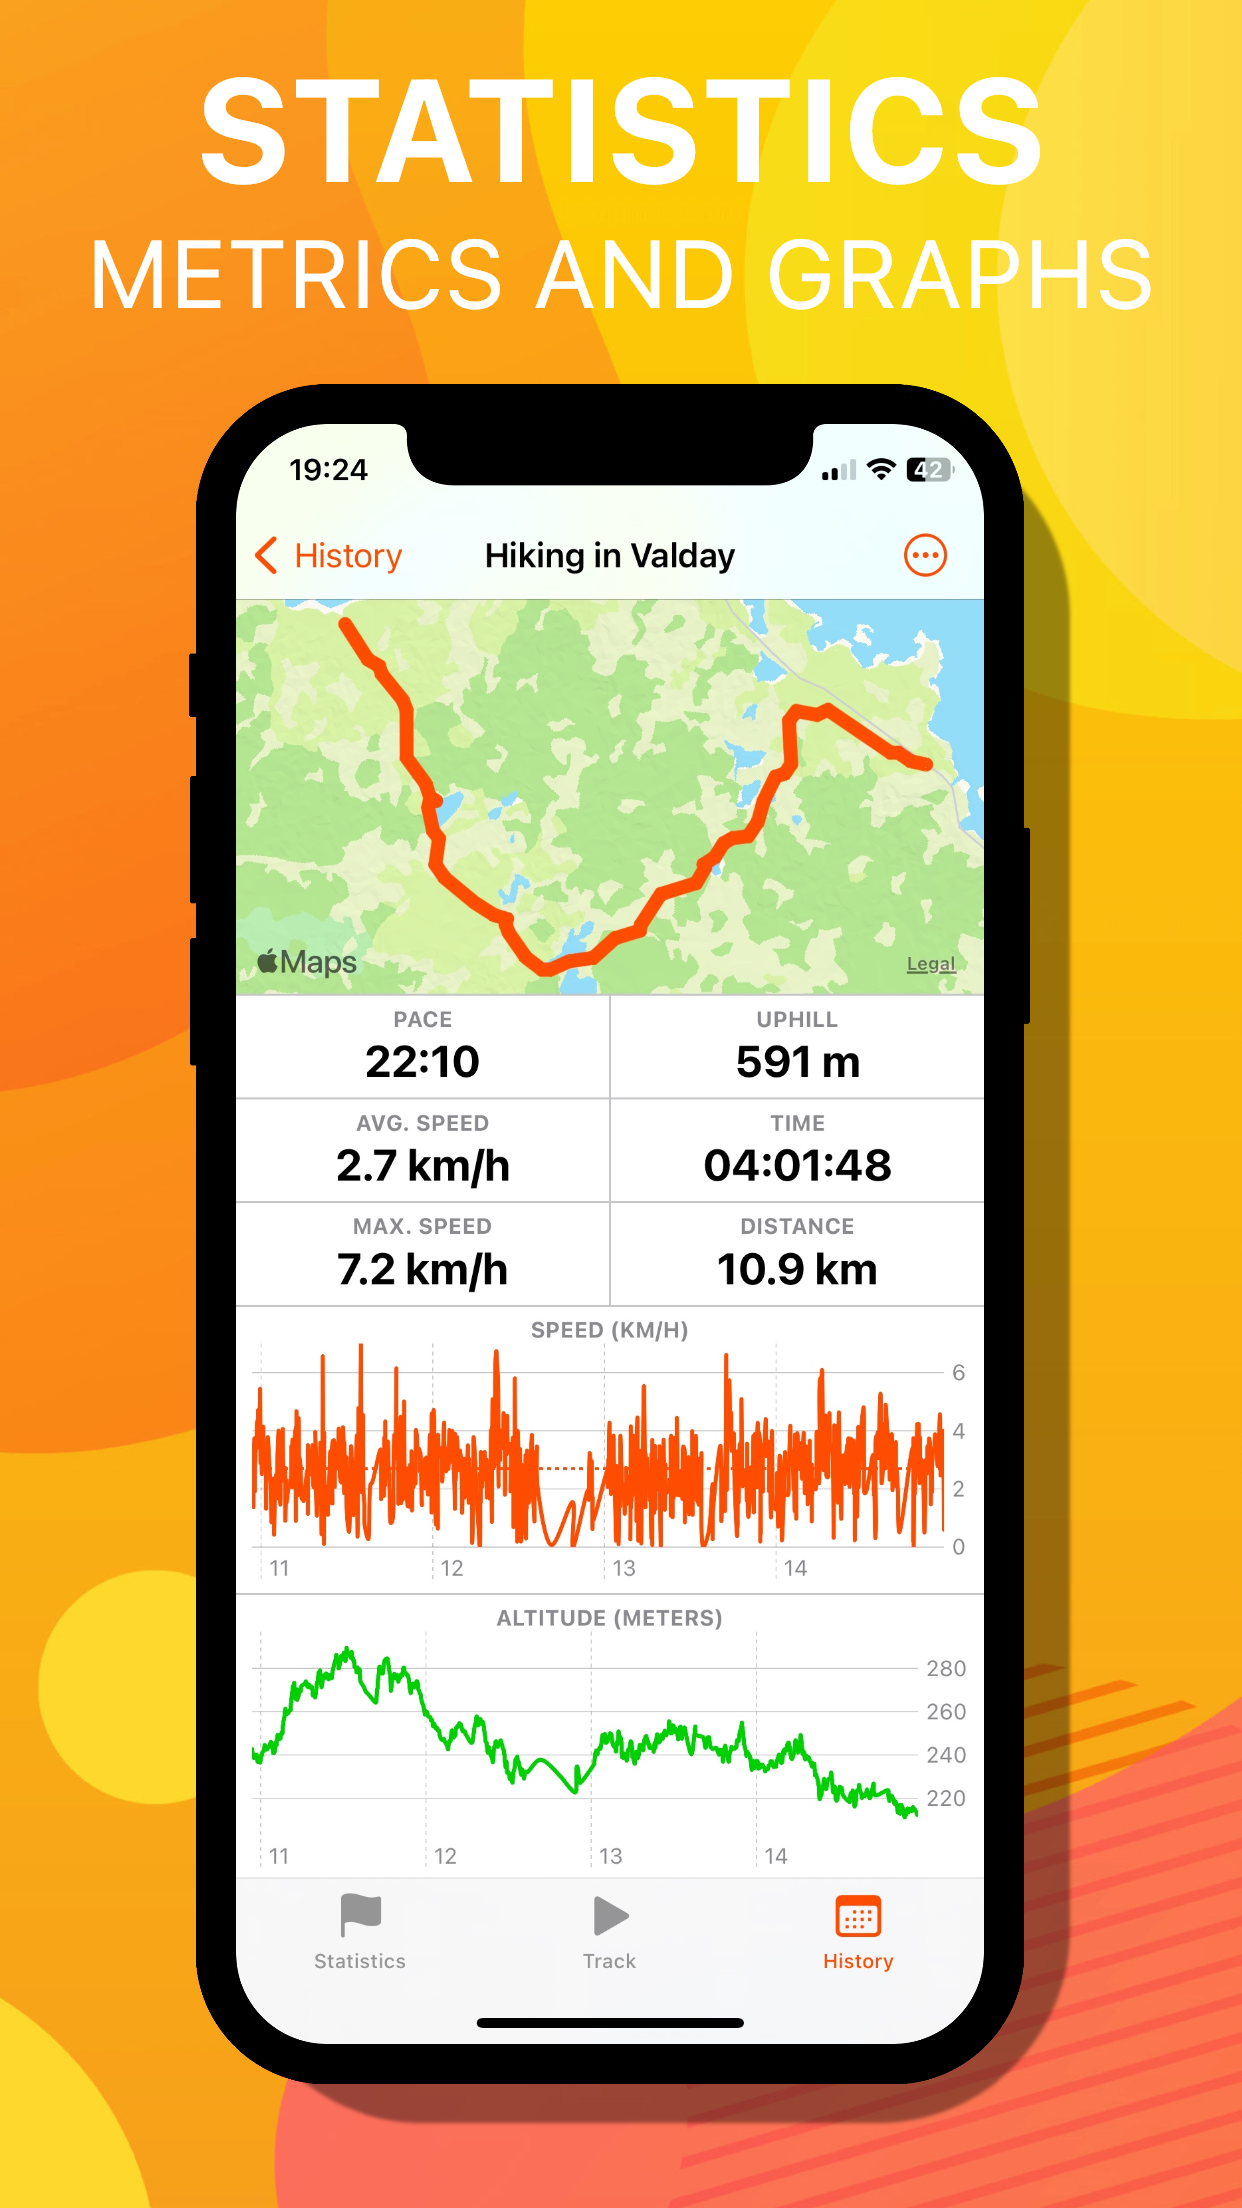 STATISTICS
METRICS AND GRAPHS
19:24
42
History
Hiking in Valday
Maps
Legal
PACE
UPHILL
22:10
591 m
AVG. SPEED
TIME
2.7 km/h
04:01:48
MAX. SPEED
DISTANCE
7.2 km/h
10.9 km
SPEED (KM/H)
6
4
2
0
11
12
13
14
ALTITUDE (METERS)
280
260
240
220
11
12
13
14
Statistics
Track
History